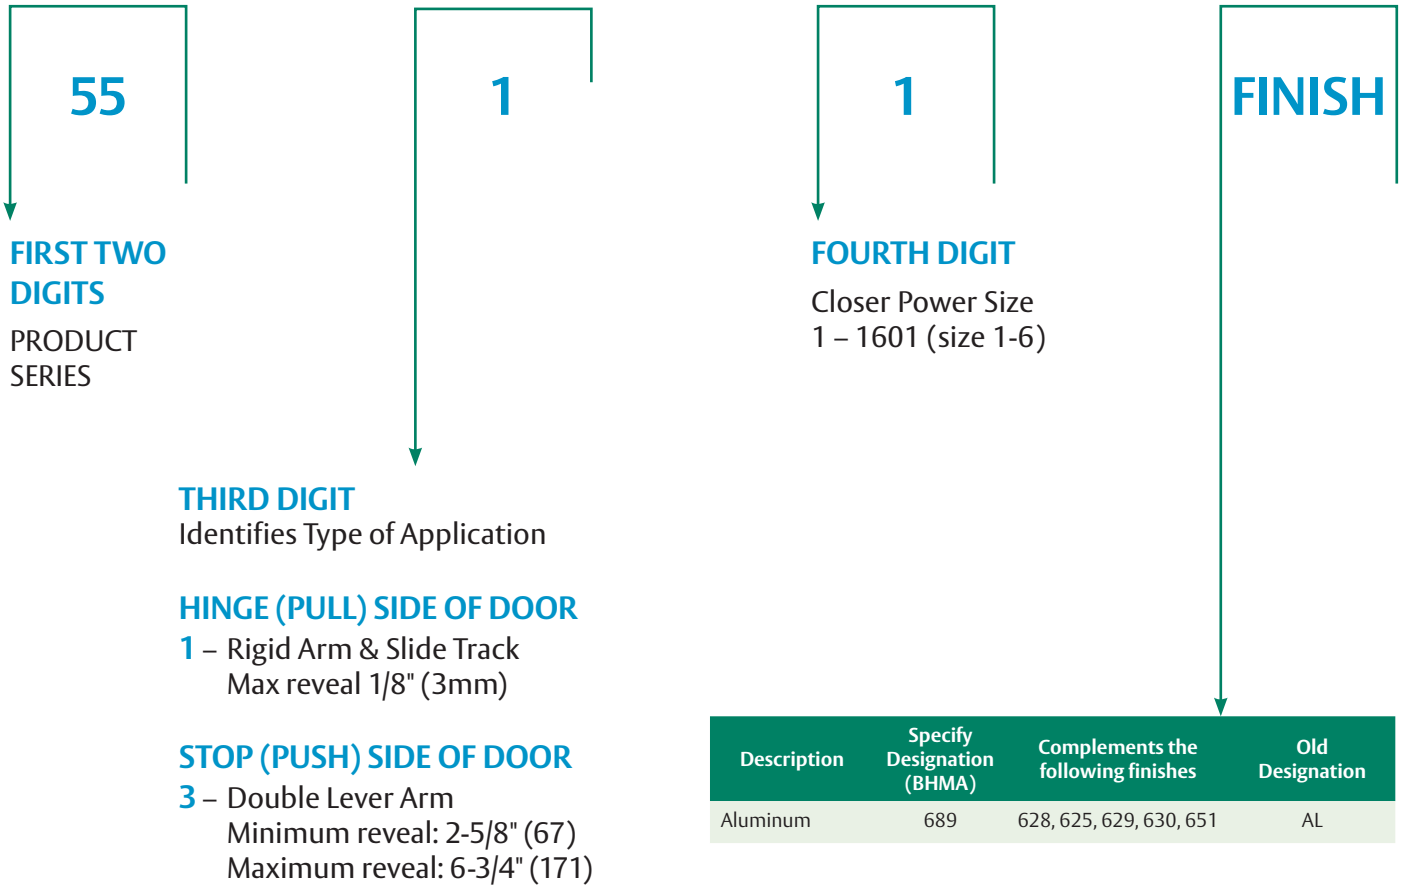 55
1
1
FINISH
FIRST TWO
DIGITS
PRODUCT
SERIES
FOURTH DIGIT
Closer Power Size
1 – 1601 (size 1-6)
THIRD DIGIT
Identifies Type of Application
HINGE (PULL) SIDE OF DOOR
1 – Rigid Arm & Slide Track
Max reveal 1/8" (3mm)
STOP (PUSH) SIDE OF DOOR
3 – Double Lever Arm
Minimum reveal: 2-5/8" (67)
Maximum reveal: 6-3/4" (171)
Description
Specify
Designation
(BHMA)
Complements the
following finishes
Old
Designation
Aluminum 689 628, 625, 629, 630, 651 AL